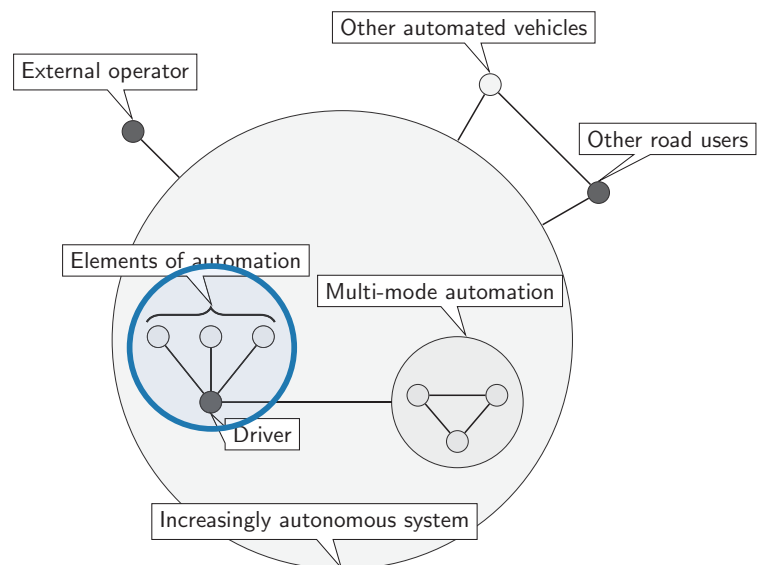 Other automated vehicles
External operator
Other road users
Elements of automation
Multi-mode automation
Driver
Increasingly autonomous system